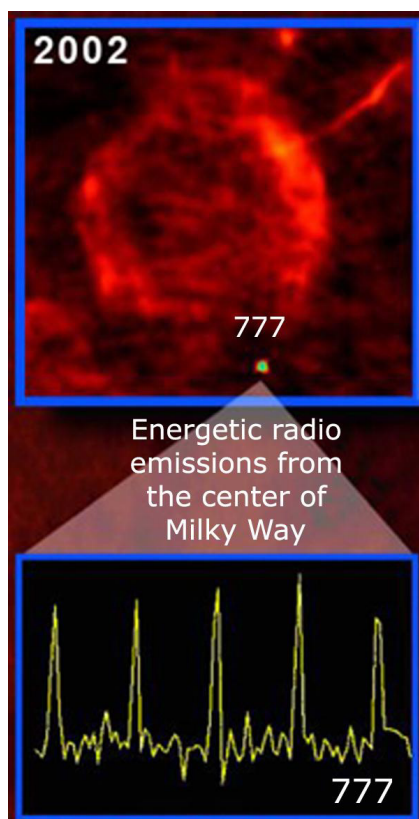 2002
777
Energetic radio
emissions from
the center of
Milky Way
777